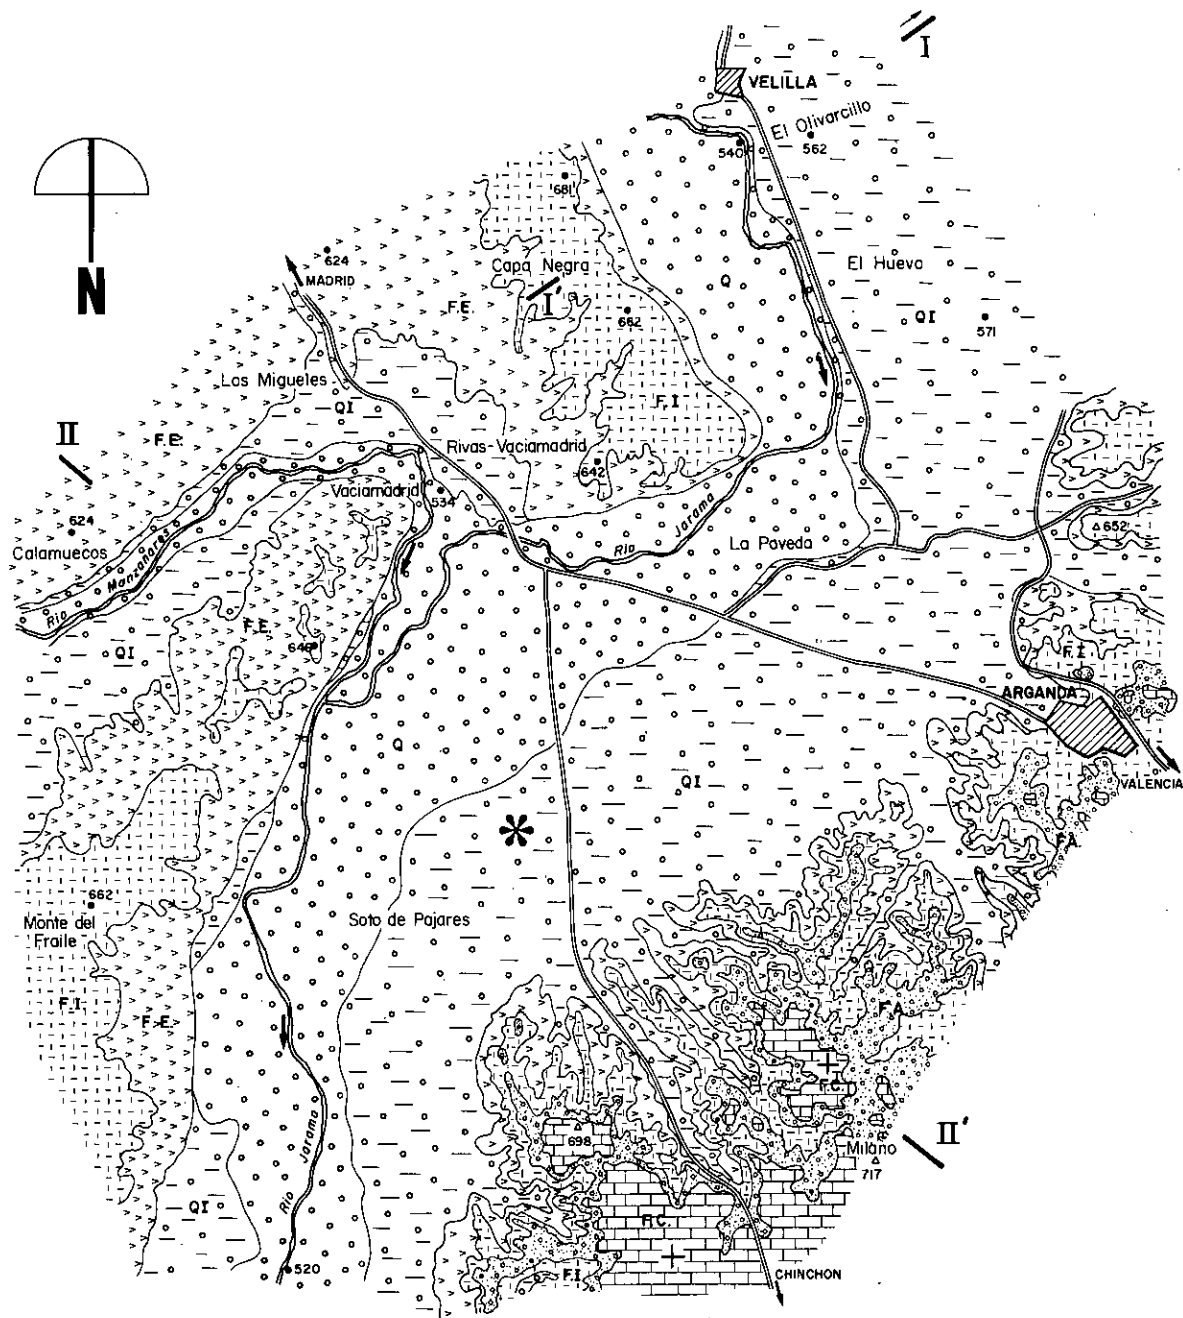 I
VELILLA
El Olivarcillo
562
540
681
624
MADRID
N
Capa Negra
I'
F.E.
662
Q
El Huevo
QI
571
Los Migueles
QI
F.I.
II
F.E.
Rivas-Vaciamadrid
642
Vaciamadrid
534
624
Calamuecos
Rio Manzanares
Rio Jarama
La Poveda
652
QI
F.E.
646
F.I.
ARGANDA
Q
QI
VALENCIA
F.A.
662
Monte del
Fraile
Soto de Pajares
F.I.
F.E.
F.A.
F.C.
698
II'
Milano
717
Rio Jarama
QI
F.C.
520
F.I.
CHINCHON